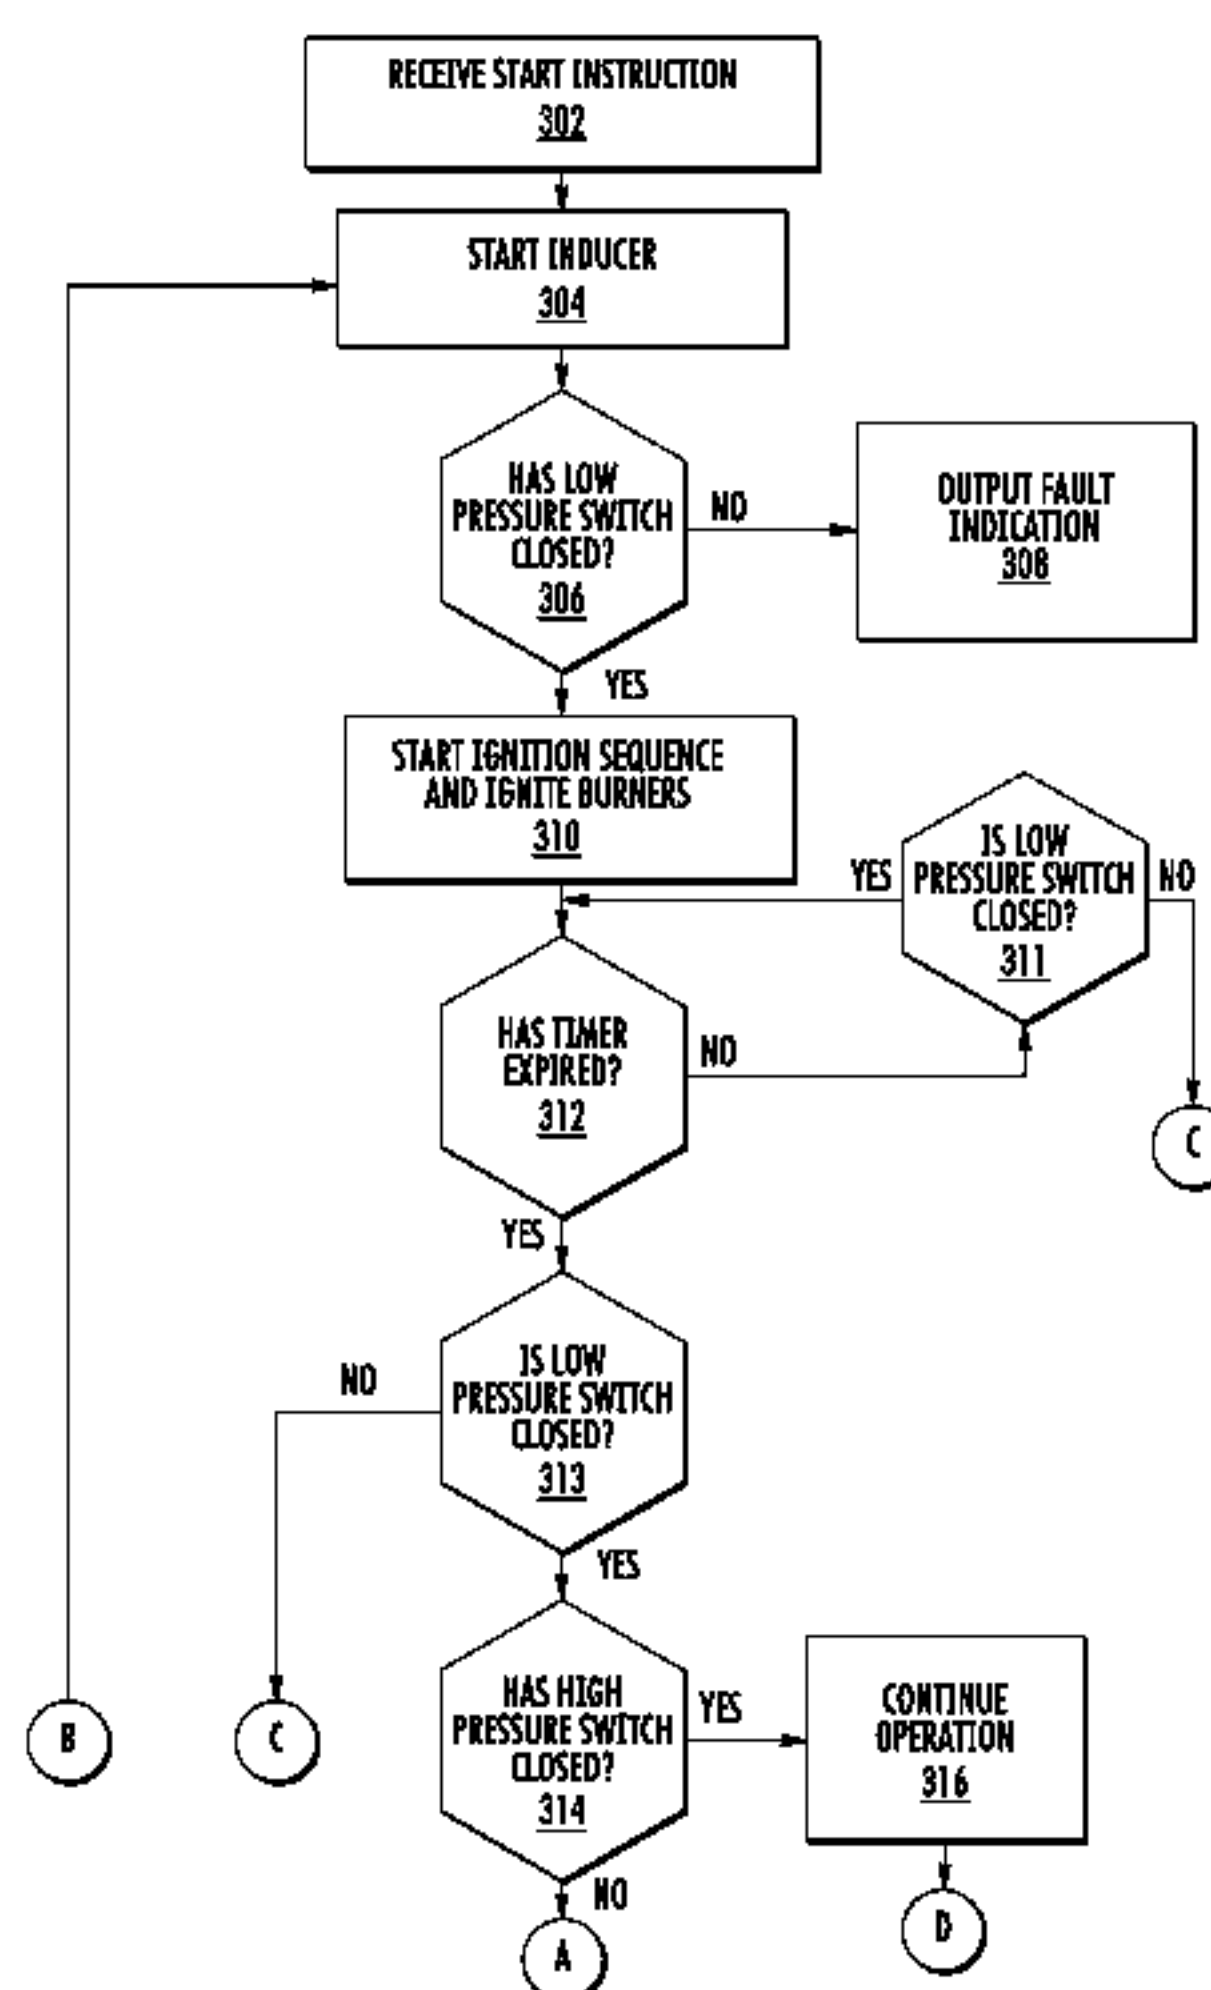 RECEIVE START INSTRUCTION
302
START INDUCER
304
HAS LOW
PRESSURE SWITCH
CLOSED?
306
NO
OUTPUT FAULT
INDICATION
308
YES
START IGNITION SEQUENCE
AND IGNITE BURNERS
310
YES
IS LOW
PRESSURE SWITCH
CLOSED?
311
NO
C
HAS TIMER
EXPIRED?
312
NO
YES
IS LOW
PRESSURE SWITCH
CLOSED?
313
NO
YES
B
C
HAS HIGH
PRESSURE SWITCH
CLOSED?
314
YES
CONTINUE
OPERATION
316
NO
A
D